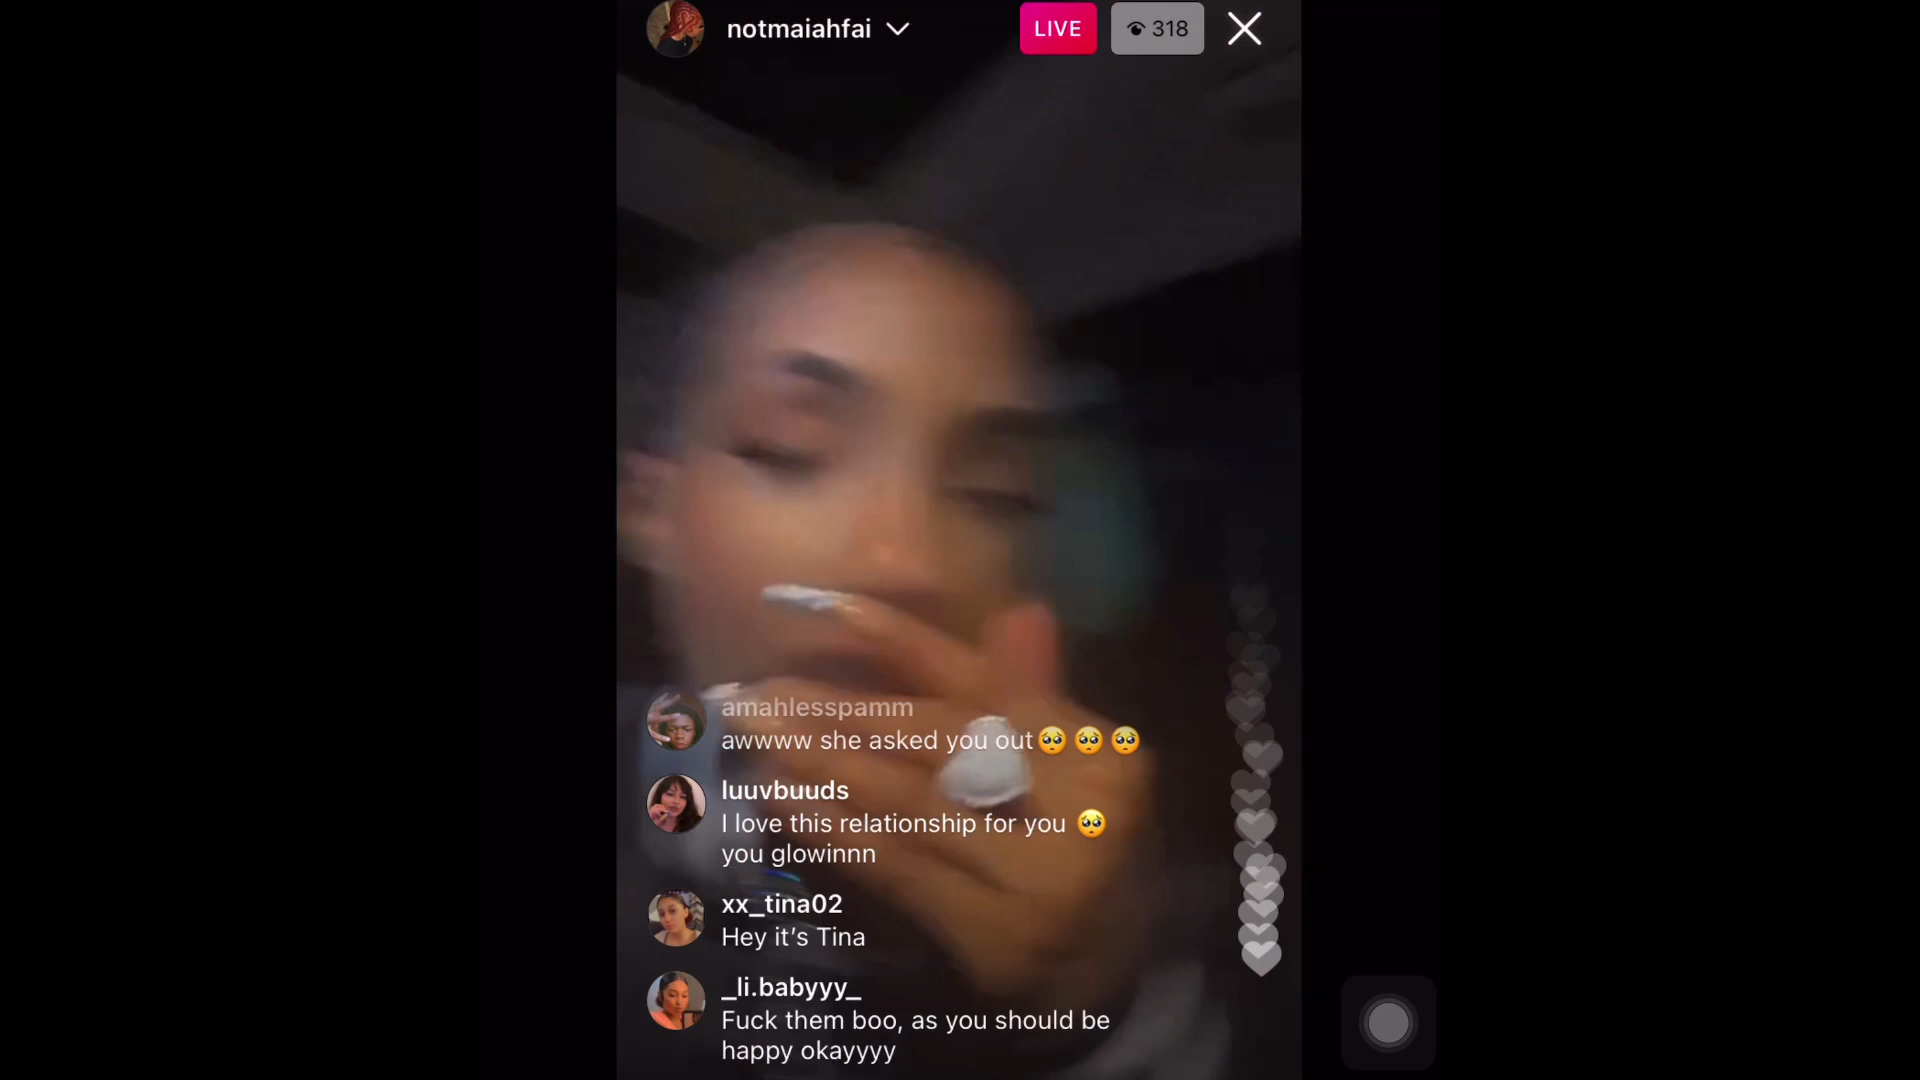 notmaiahfai
LIVE
318
amahlesspamm
awwww she asked you out🥺🥺🥺
luuvbuuds
I love this relationship for you 🥺
you glowinnn
xx_tina02
Hey it’s Tina
_li.babyyy_
Fuck them boo, as you should be
happy okayyyy